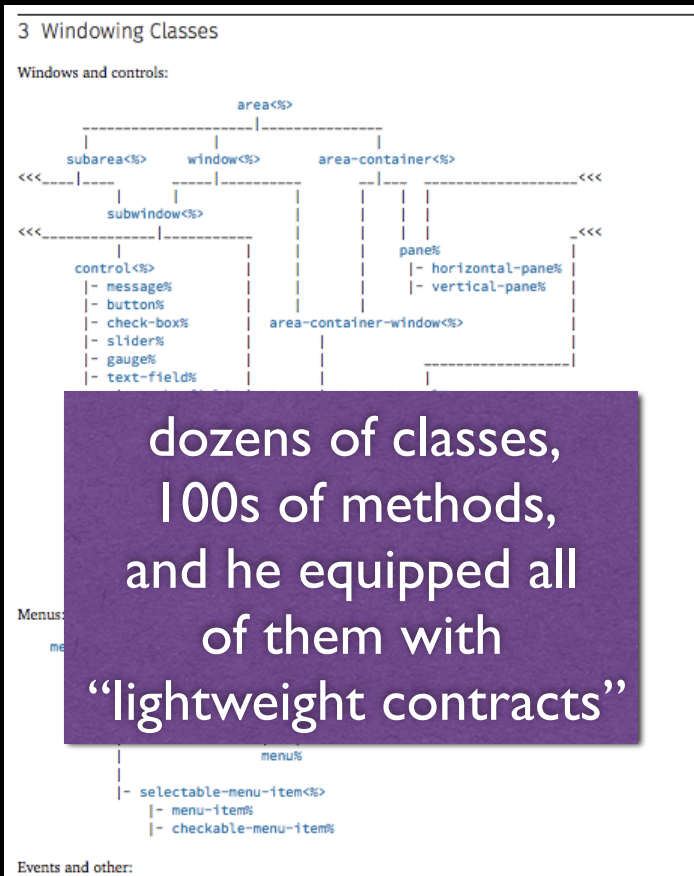 3 Windowing Classes
Windows and controls:
area<%>
subarea<%> window<%> area-container<%>
<<< <<<
subwindow<%>
<<< <<<
control<%> pane%
|- message% |- horizontal-pane%
|- button% |- vertical-pane%
|- check-box% area-container-window<%>
|- slider%
|- gauge%
|- text-field%
dozens of classes,
100s of methods,
and he equipped all
of them with
“lightweight contracts”
Menus:
me
menu%
|- selectable-menu-item<%>
|- menu-item%
|- checkable-menu-item%
Events and other: